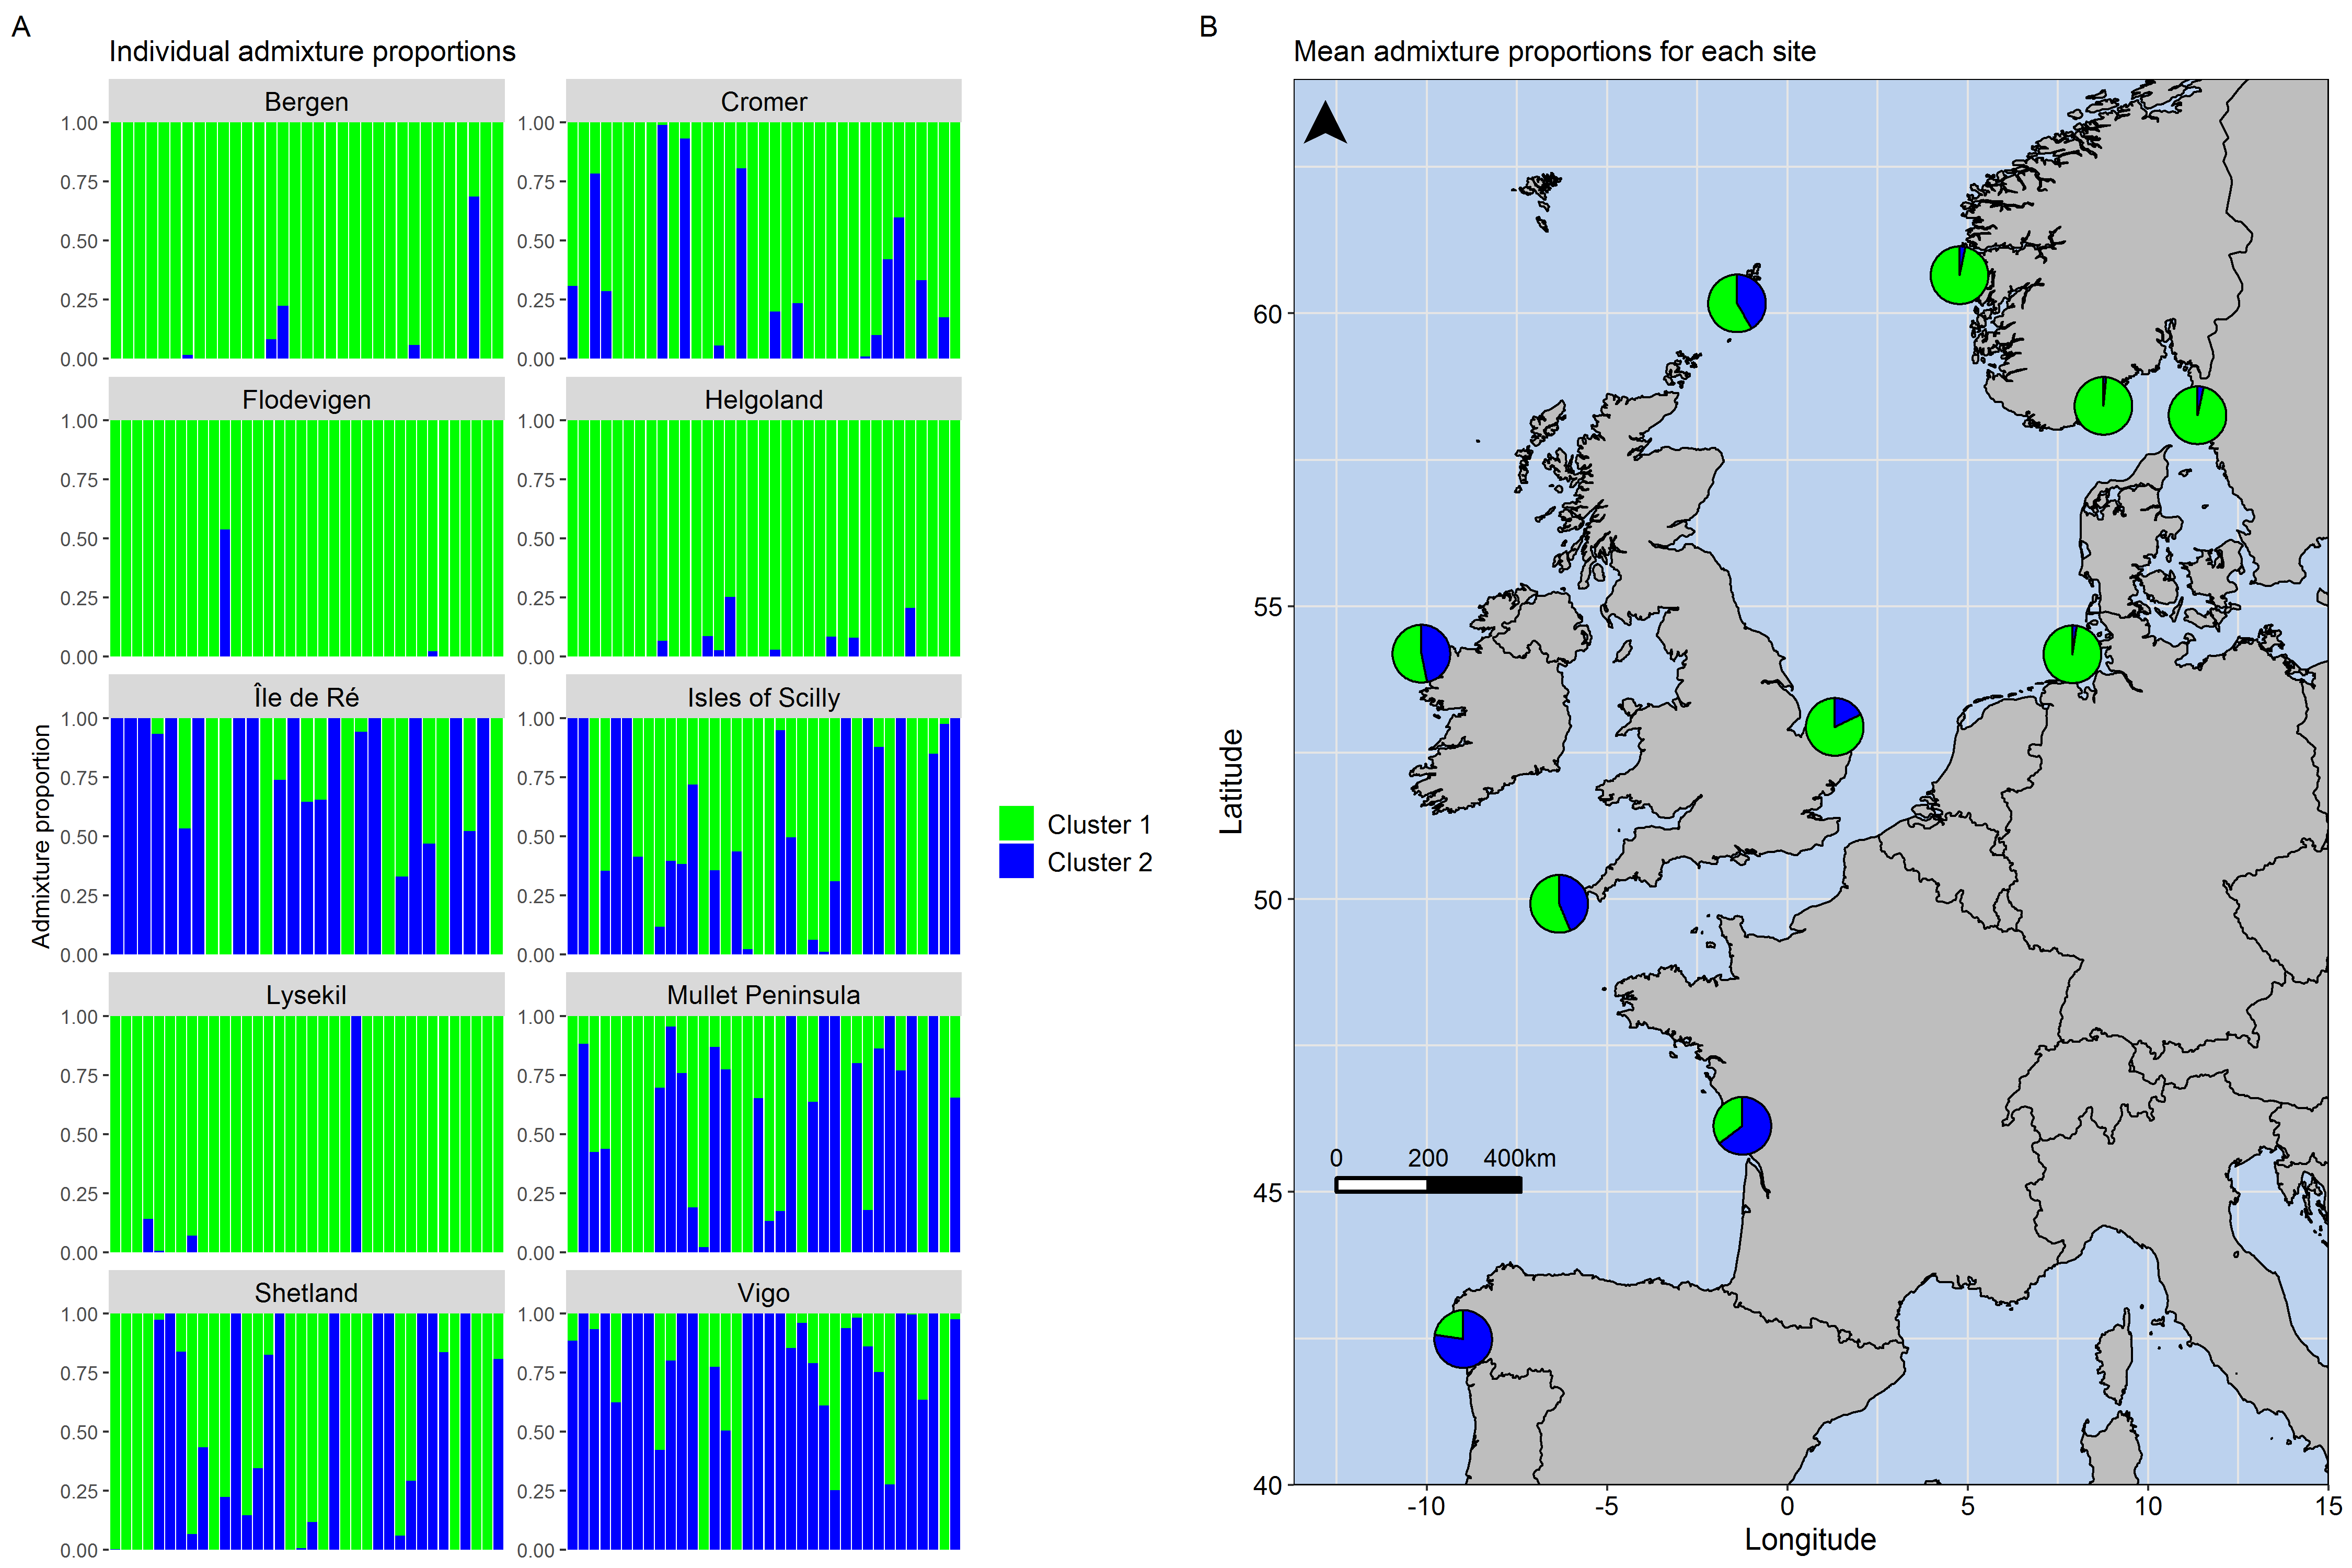 A
Individual admixture proportions
Bergen
Cromer
1.00
0.75
0.50
0.25
0.00
1.00
0.75
0.50
0.25
0.00
Flodevigen
Helgoland
1.00
0.75
0.50
0.25
0.00
1.00
0.75
0.50
0.25
0.00
Île de Ré
Isles of Scilly
1.00
0.75
0.50
0.25
0.00
1.00
0.75
0.50
0.25
0.00
Lysekil
Mullet Peninsula
1.00
0.75
0.50
0.25
0.00
1.00
0.75
0.50
0.25
0.00
Shetland
Vigo
1.00
0.75
0.50
0.25
0.00
1.00
0.75
0.50
0.25
0.00
Admixture proportion
Cluster 1
Cluster 2
B
Mean admixture proportions for each site
60
55
50
45
40
Latitude
0 200 400km
-10 -5 0 5 10 15
Longitude